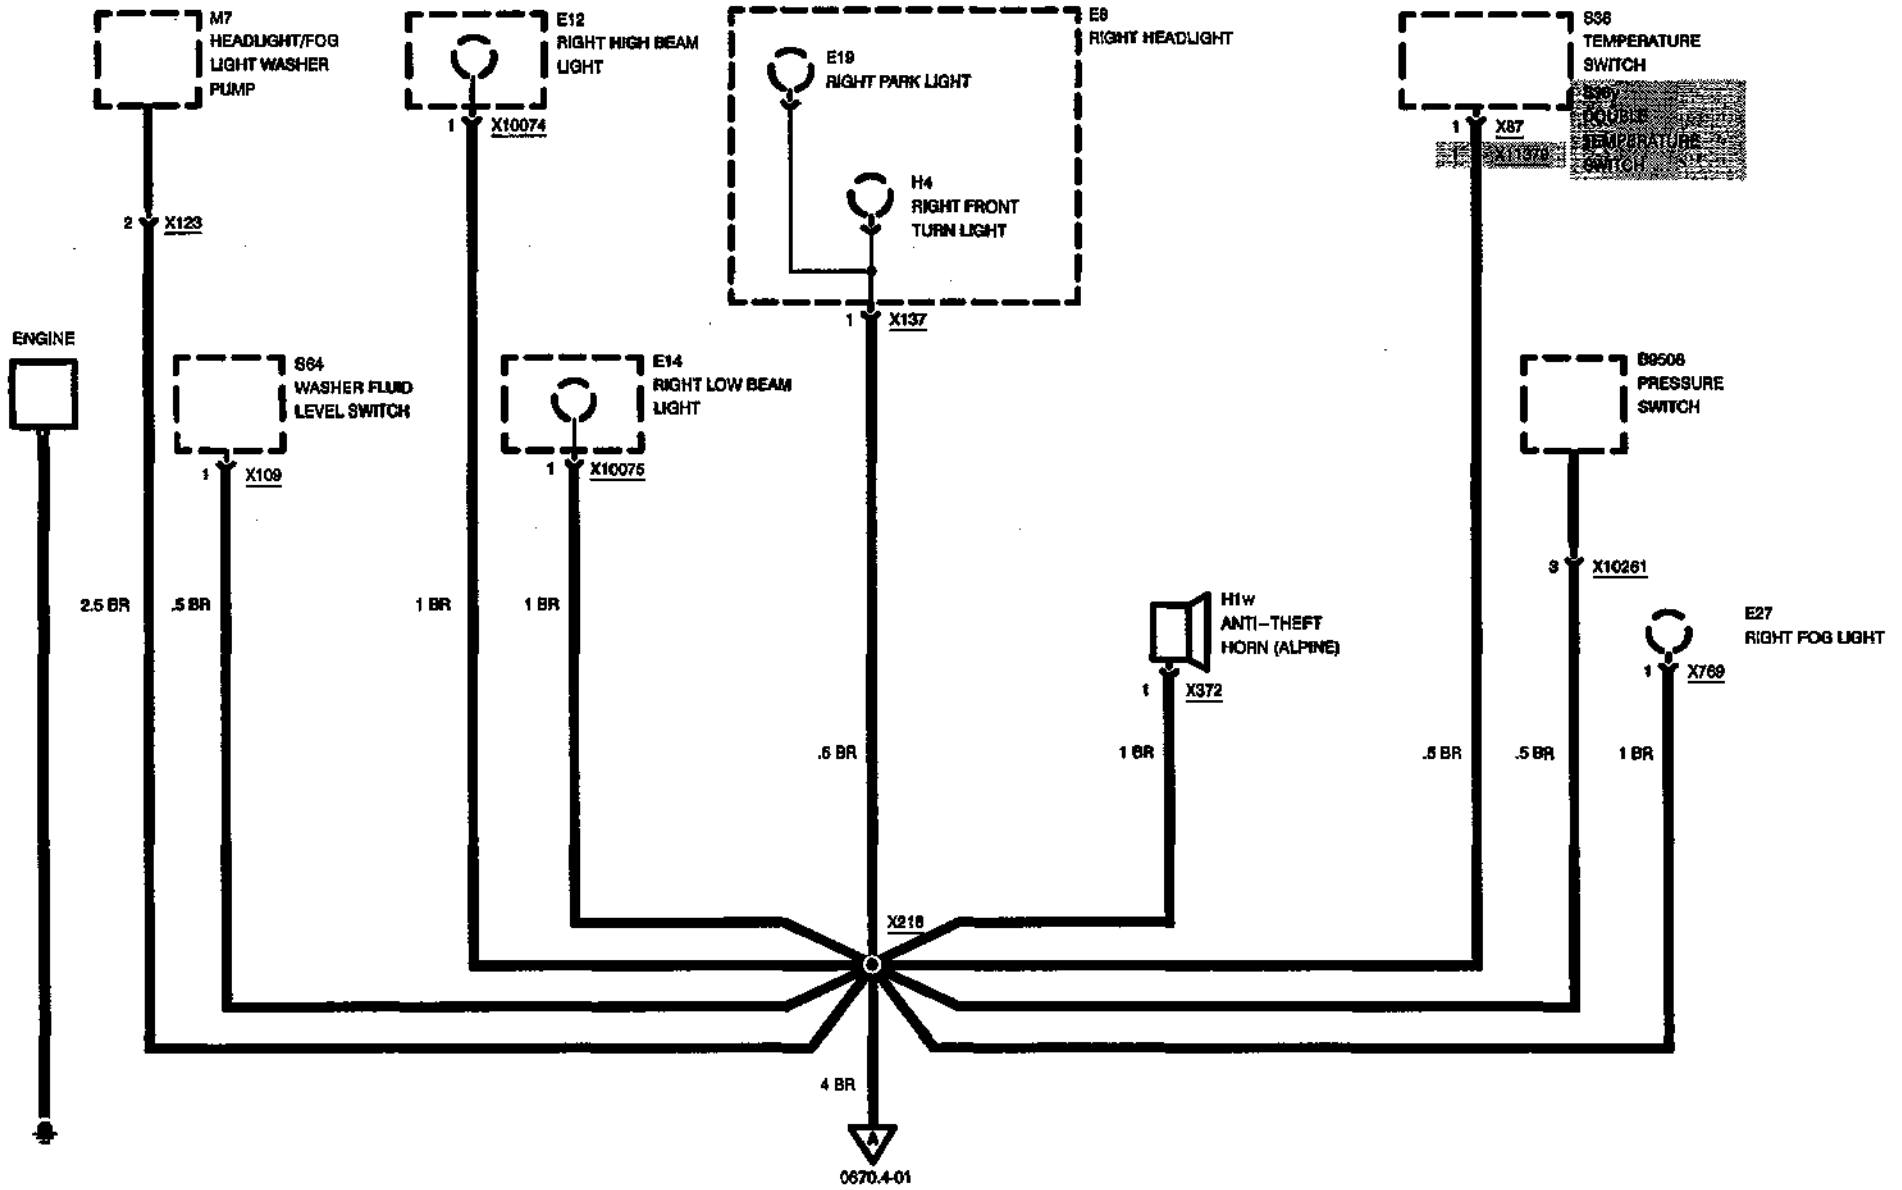 M7
HEADLIGHT/FOG
LIGHT WASHER
PUMP
E12
RIGHT HIGH BEAM
LIGHT
1 X10074
E19
RIGHT PARK LIGHT
H4
RIGHT FRONT
TURN LIGHT
RIGHT HEADLIGHT
1 X137
TEMPERATURE
SWITCH
1 X87
DOUBLE
TEMPERATURE
SWITCH
1 X11379
2 X123
ENGINE
S64
WASHER FLUID
LEVEL SWITCH
1 X109
E14
RIGHT LOW BEAM
LIGHT
1 X10075
PRESSURE
SWITCH
3 X10261
2.5 BR
.5 BR
1 BR
1 BR
H1w
ANTI-THEFT
HORN (ALPINE)
1 X372
E27
RIGHT FOG LIGHT
1 X769
.5 BR
1 BR
.5 BR
.5 BR
1 BR
X218
4 BR
A
0670.4-01